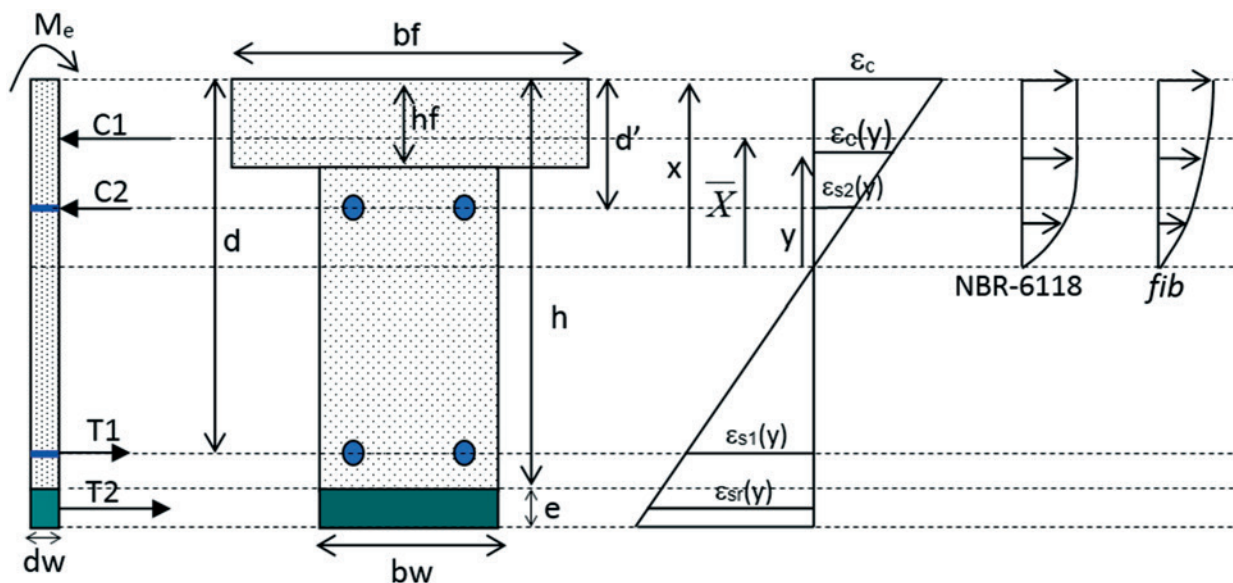 Me
bf
εc
C1
hf
d'
εc(y)
x
X
C2
εs2(y)
d
y
NBR-6118
fib
h
T1
εs1(y)
T2
εsr(y)
e
dw
bw